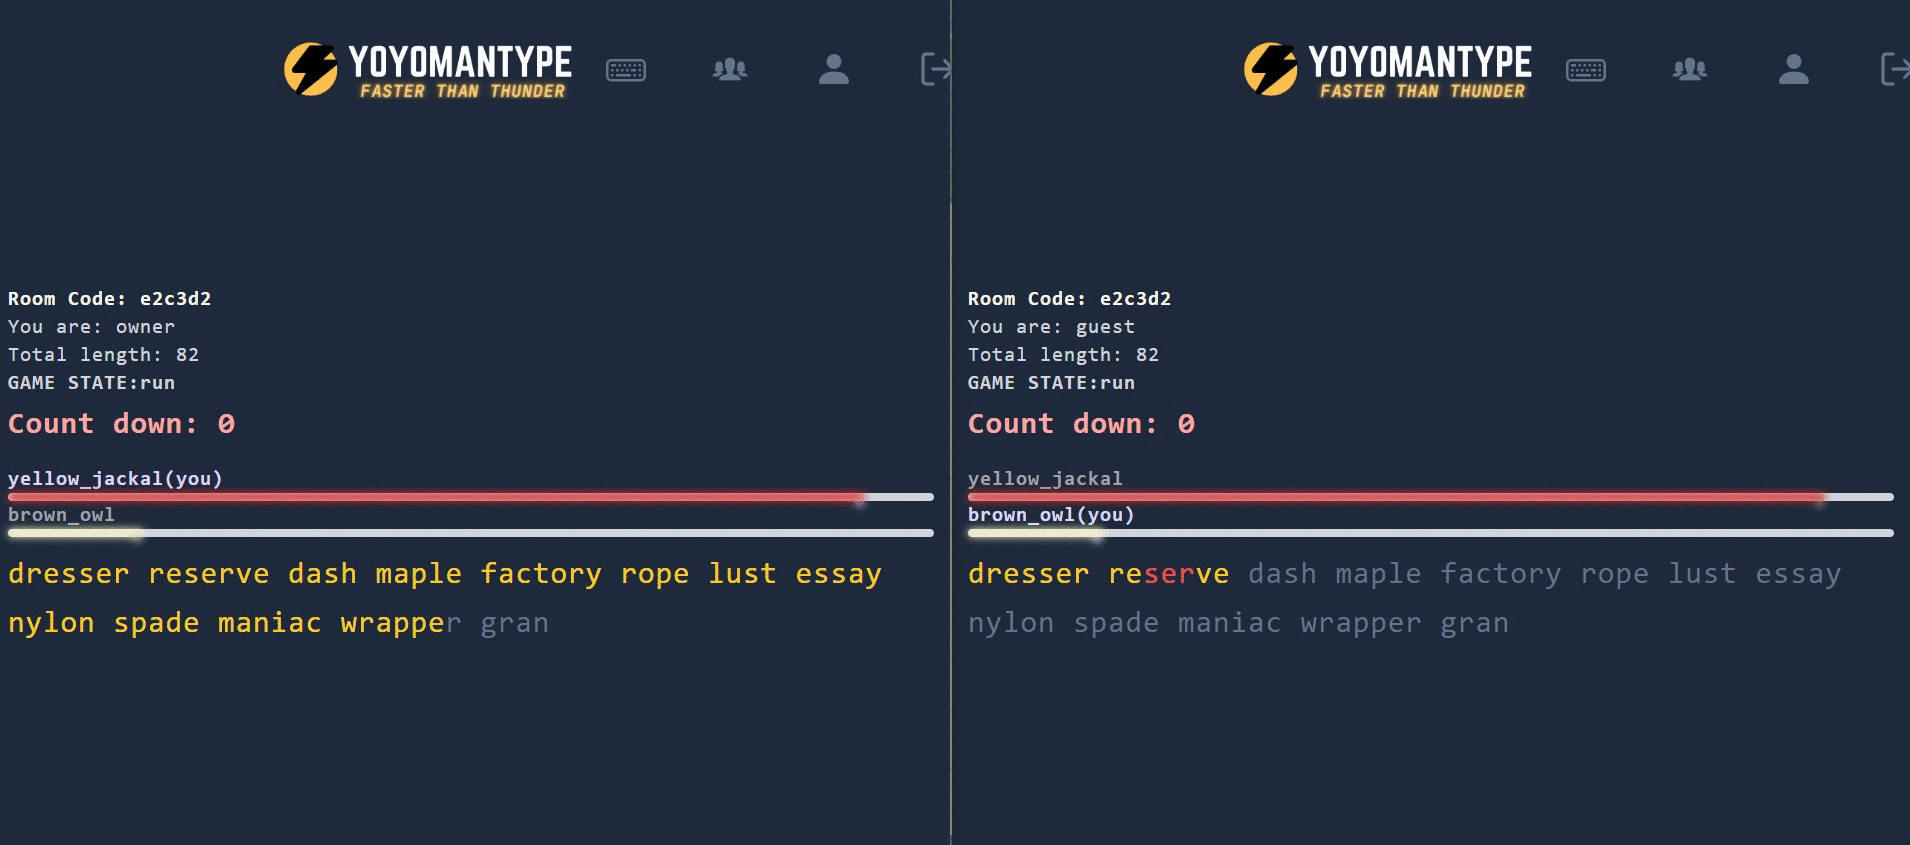 YOYOMANTYPE
FASTER THAN THUNDER
Room Code: e2c3d2
You are: owner
Total length: 82
GAME STATE:run
Count down: 0
yellow_jackal(you)
brown_owl
dresser reserve dash maple factory rope lust essay
nylon spade maniac wrapper gran
YOYOMANTYPE
FASTER THAN THUNDER
Room Code: e2c3d2
You are: guest
Total length: 82
GAME STATE:run
Count down: 0
yellow_jackal
brown_owl(you)
dresser reserve dash maple factory rope lust essay
nylon spade maniac wrapper gran